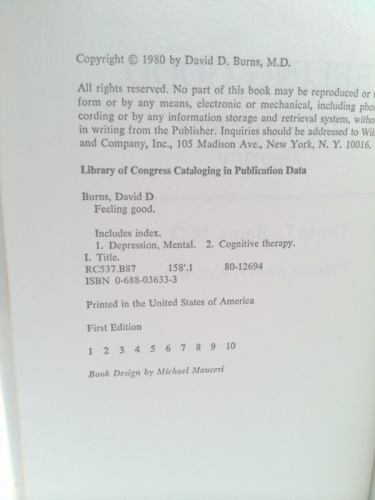 Copyright © 1980 by David D. Burns, M.D.
All rights reserved. No part of this book may be reproduced or
form or by any means, electronic or mechanical, including
cording or by any information storage and retrieval system,
in writing from the Publisher. Inquiries should be addressed to
and Company, Inc., 105 Madison Ave., New York, N. Y. 10016.
Library of Congress Cataloging in Publication Data
Burns, David D
Feeling good.
Includes index.
1. Depression, Mental. 2. Cognitive therapy.
I. Title.
RC537.B87 158'.1 80-12694
ISBN 0-688-03633-3
Printed in the United States of America
First Edition
1 2 3 4 5 6 7 8 9 10
Book Design by Michael Mauceri